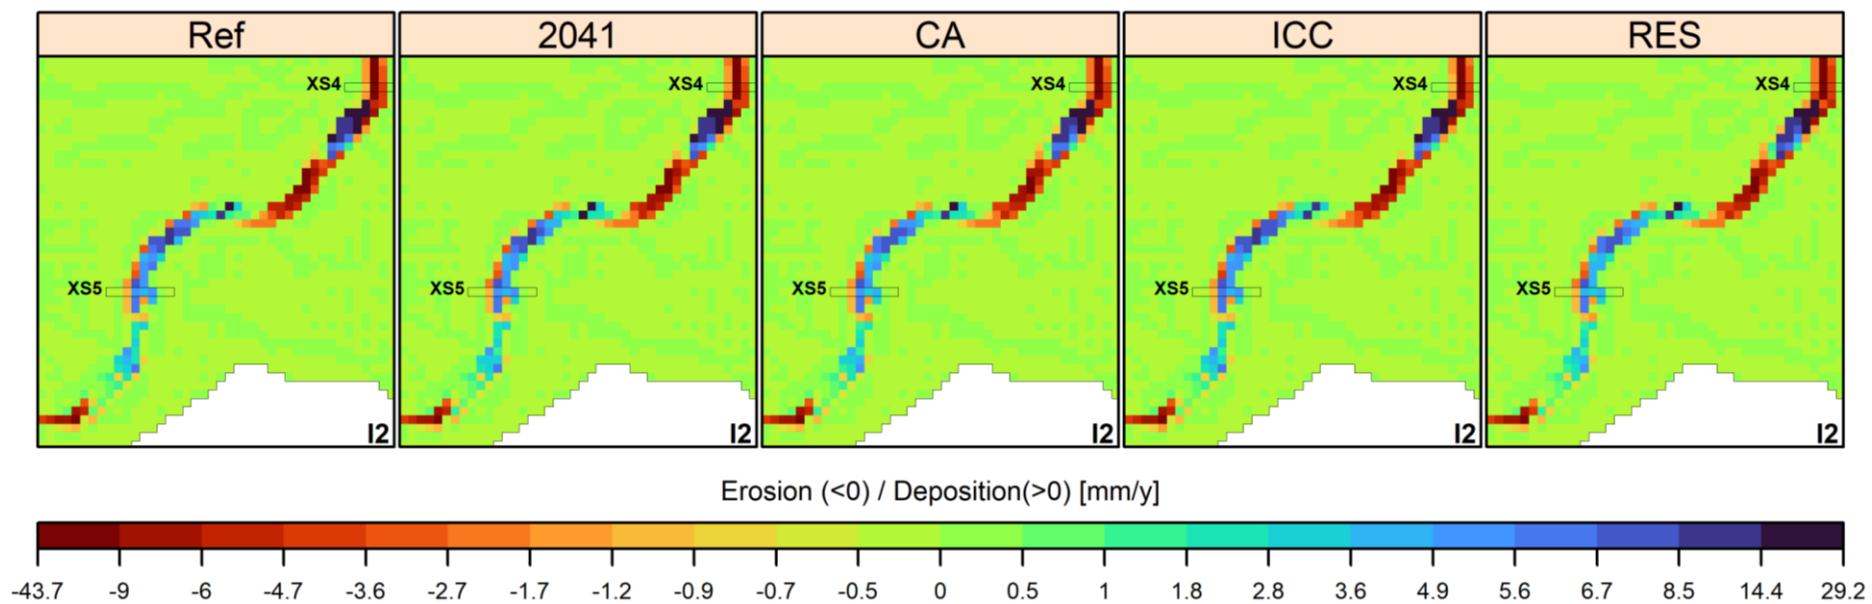 Ref 2041 CA ICC RES
XS4 XS4 XS4 XS4 XS4
XS5 XS5 XS5 XS5 XS5
I2 I2 I2 I2 I2
Erosion (<0) / Deposition(>0) [mm/y]
-43.7 -9 -6 -4.7 -3.6 -2.7 -1.7 -1.2 -0.9 -0.7 -0.5 0 0.5 1 1.8 2.8 3.6 4.9 5.6 6.7 8.5 14.4 29.2